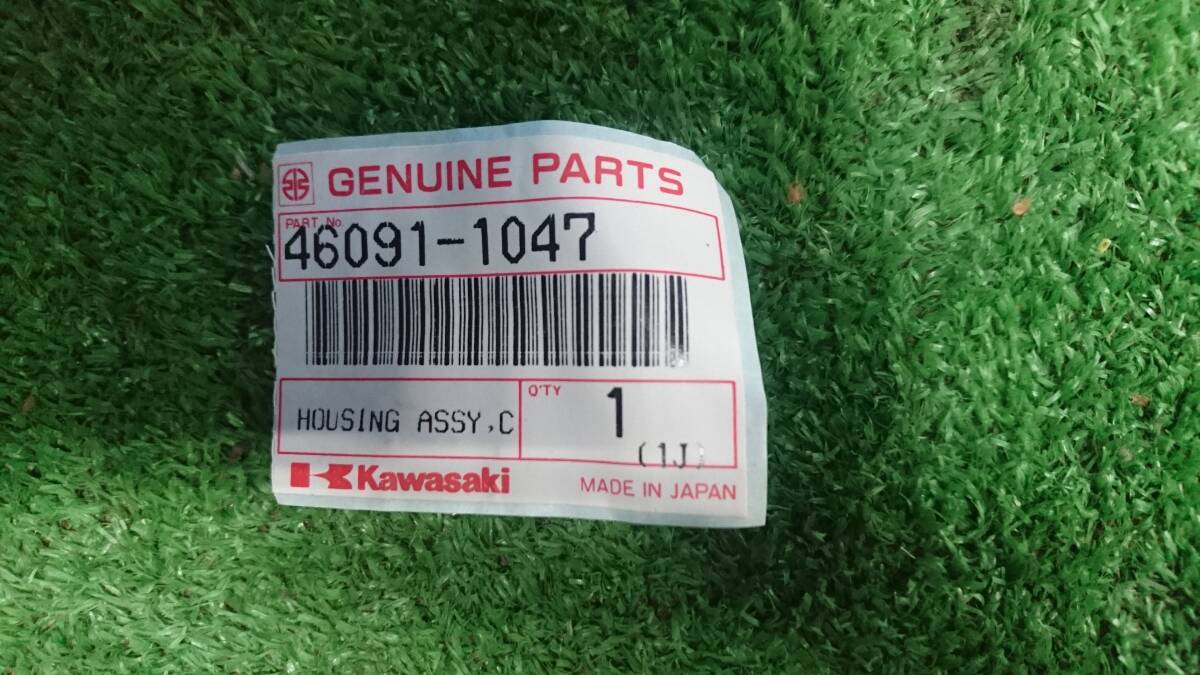 GENUINE PARTS
PART No.
46091-1047
HOUSING ASSY,C
Q'TY
1
(1J)
Kawasaki
MADE IN JAPAN